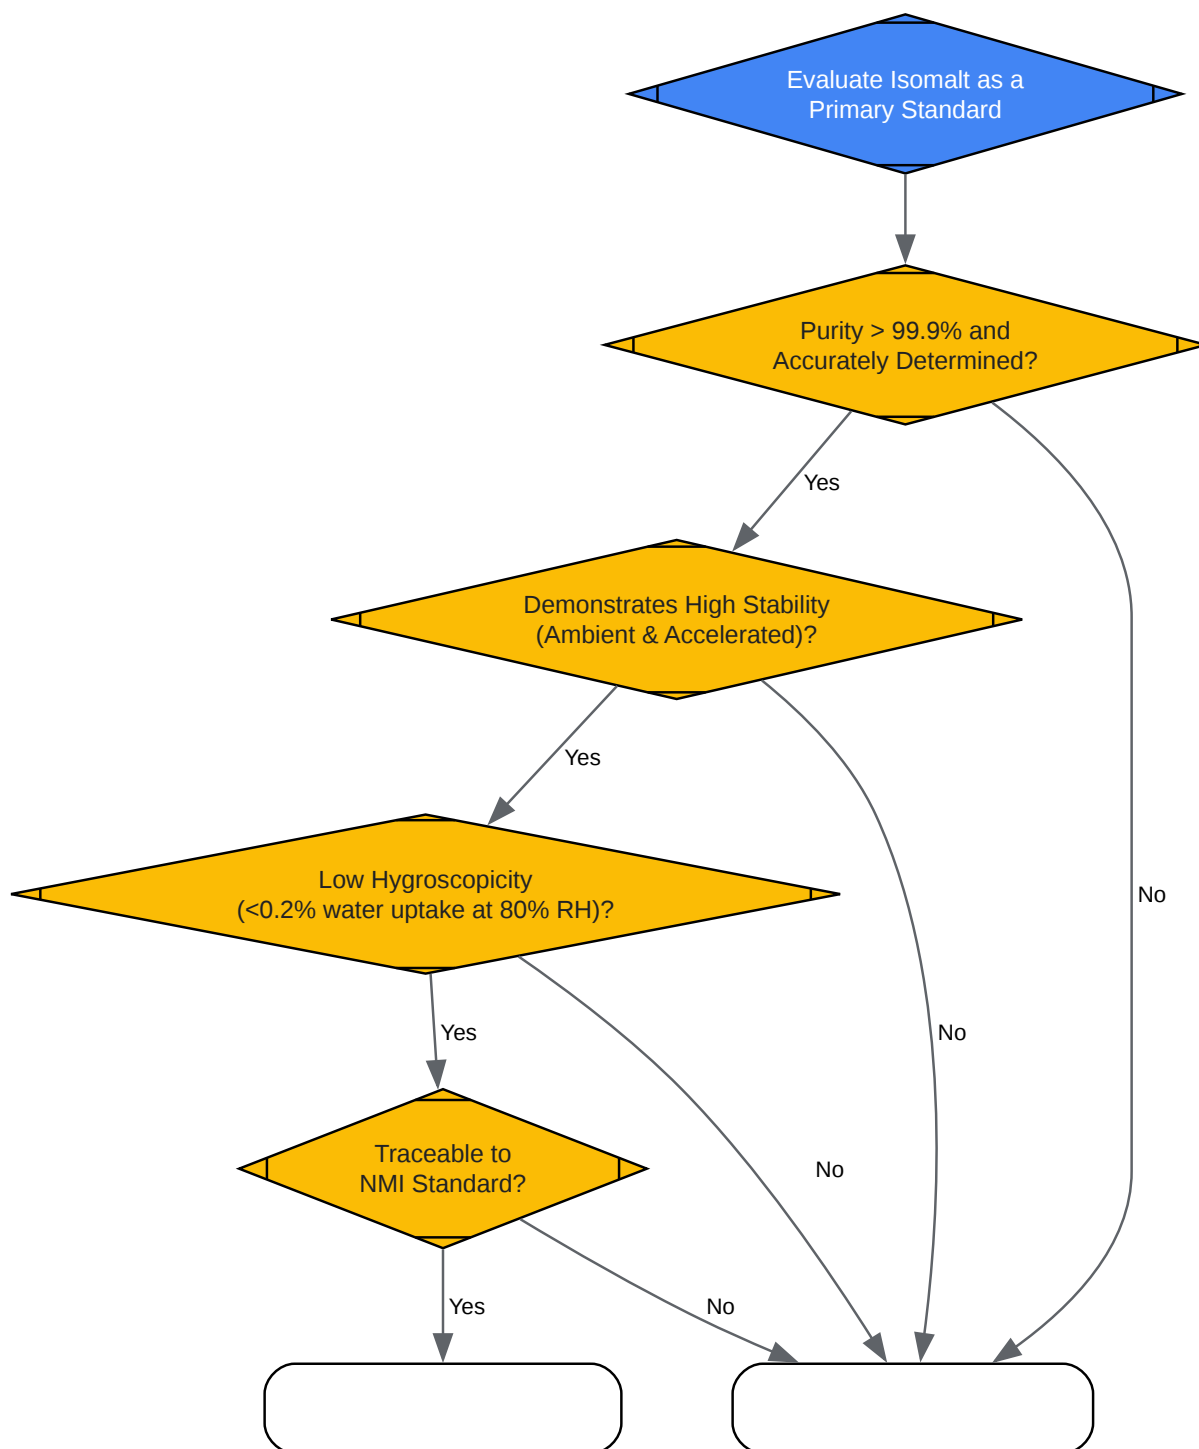 Evaluate Isomalt as a
Primary Standard
Purity > 99.9% and
Accurately Determined?
Yes
Demonstrates High Stability
(Ambient & Accelerated)?
Yes
Low Hygroscopicity
(<0.2% water uptake at 80% RH)?
No
Yes
No
Traceable to
NMI Standard?
No
Yes
No